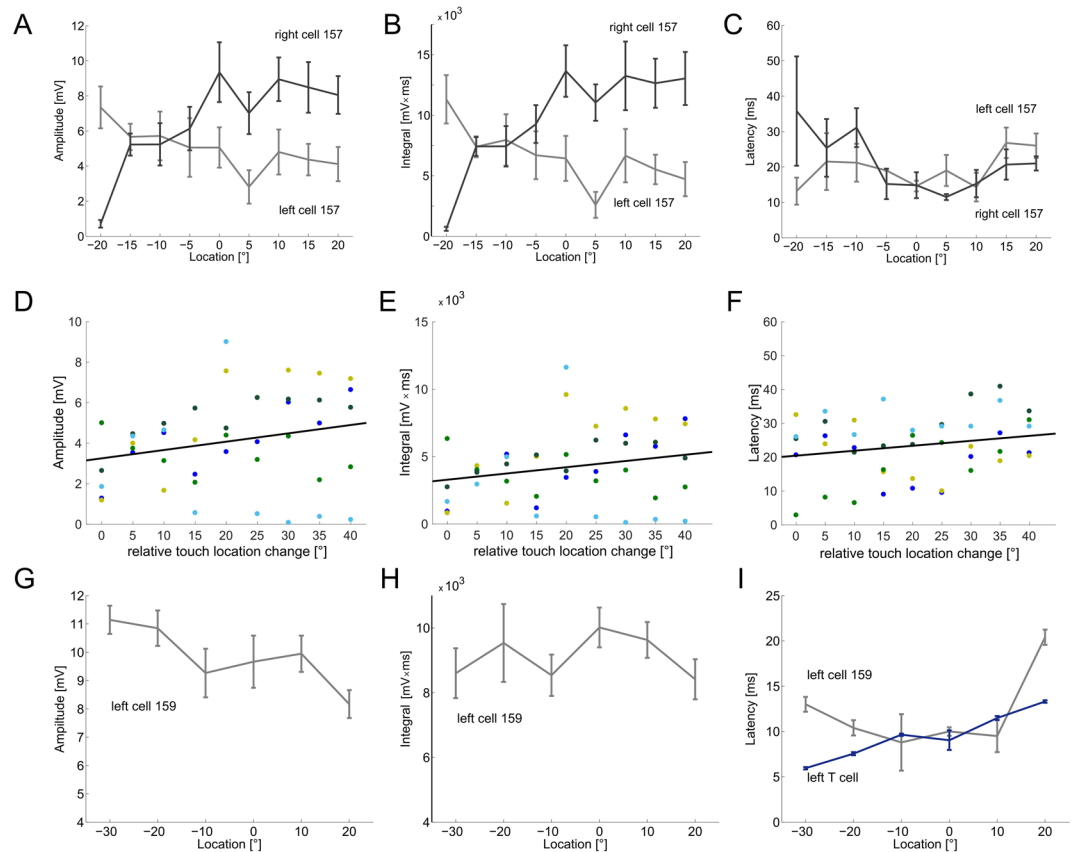 A
Amplitude [mV]
12
10
8
6
4
2
0
right cell 157
left cell 157
−20 −15 −10 −5 0 5 10 15 20
Location [°]
B
x 10³
Integral [mV×ms]
15
10
5
0
right cell 157
left cell 157
−20 −15 −10 −5 0 5 10 15 20
Location [°]
C
Latency [ms]
60
50
40
30
20
10
0
left cell 157
right cell 157
−20 −15 −10 −5 0 5 10 15 20
Location [°]
D
Amplitude [mV]
10
8
6
4
2
0
0 5 10 15 20 25 30 35 40
relative touch location change [°]
E
x 10³
Integral [mV × ms]
15
10
5
0
0 5 10 15 20 25 30 35 40
relative touch location change [°]
F
Latency [ms]
60
50
40
30
20
10
0
0 5 10 15 20 25 30 35 40
relative touch location change [°]
G
Amplitude [mV]
12
11
10
9
8
7
6
5
4
3
left cell 159
−30 −20 −10 0 10 20
Location [°]
H
x 10³
Integral [mV×ms]
10
8
6
4
left cell 159
−30 −20 −10 0 10 20
Location [°]
I
Latency [ms]
25
20
15
10
5
0
left cell 159
left T cell
−30 −20 −10 0 10 20
Location [°]